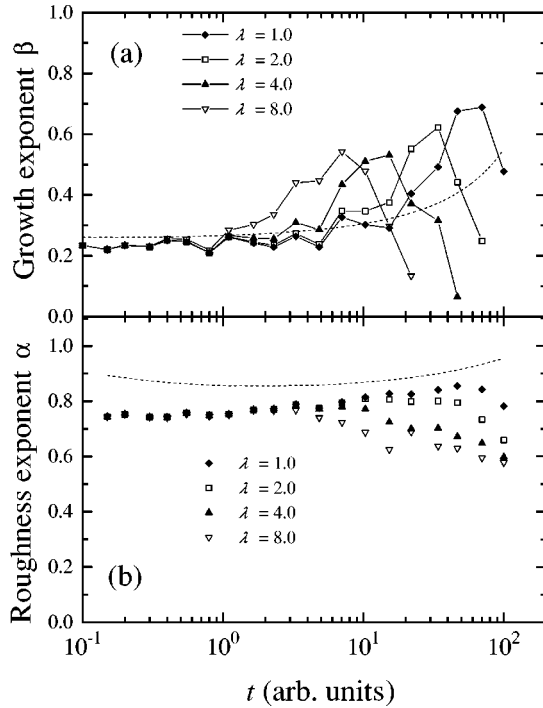 1.0
0.8
0.6
0.4
0.2
0.0
Growth exponent β
(a)
λ = 1.0
λ = 2.0
λ = 4.0
λ = 8.0
1.0
0.8
0.6
0.4
0.2
0.0
Roughness exponent α
λ = 1.0
λ = 2.0
λ = 4.0
λ = 8.0
(b)
10⁻¹ 10⁰ 10¹ 10²
t (arb. units)